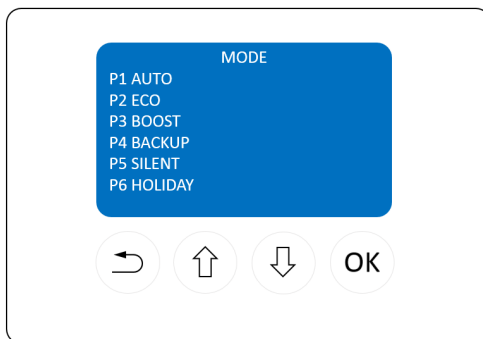 MODE
P1 AUTO
P2 ECO
P3 BOOST
P4 BACKUP
P5 SILENT
P6 HOLIDAY
OK